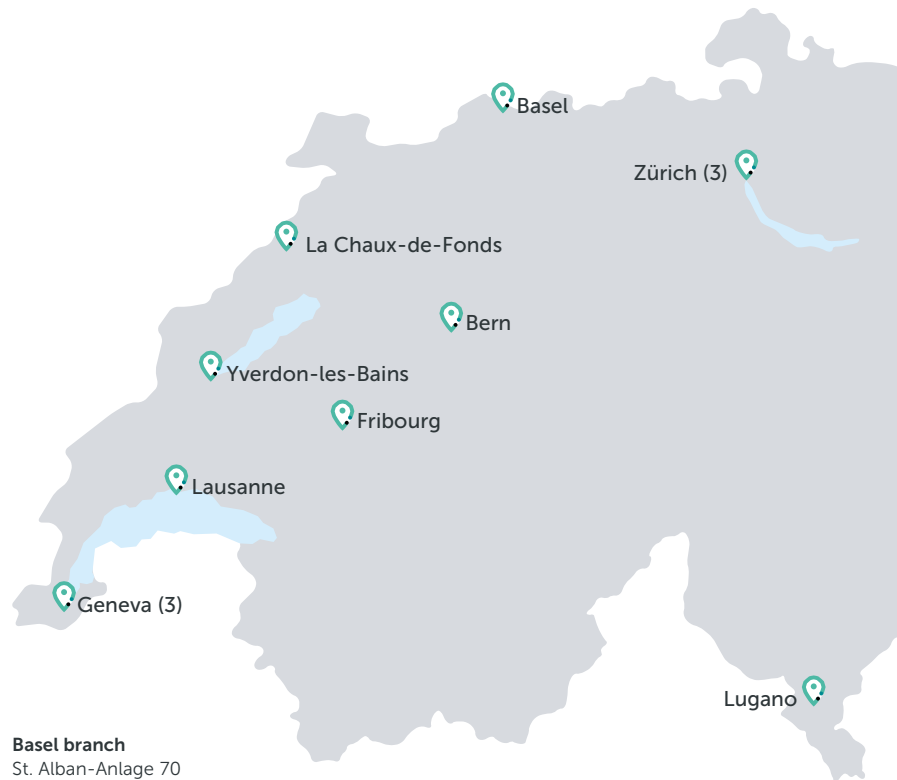 Basel
Zürich (3)
La Chaux-de-Fonds
Bern
Yverdon-les-Bains
Fribourg
Lausanne
Geneva (3)
Lugano
Basel branch
St. Alban-Anlage 70